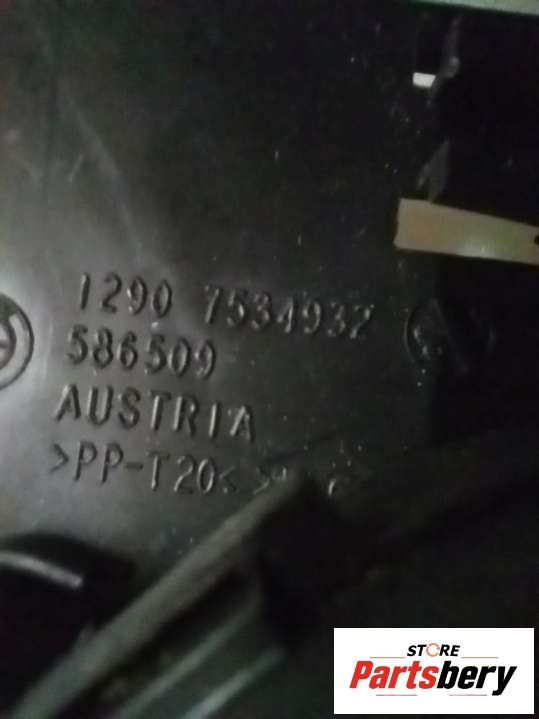 1290 7534932
586509
AUSTRIA
>PP-T20<
STORE
Partsbery